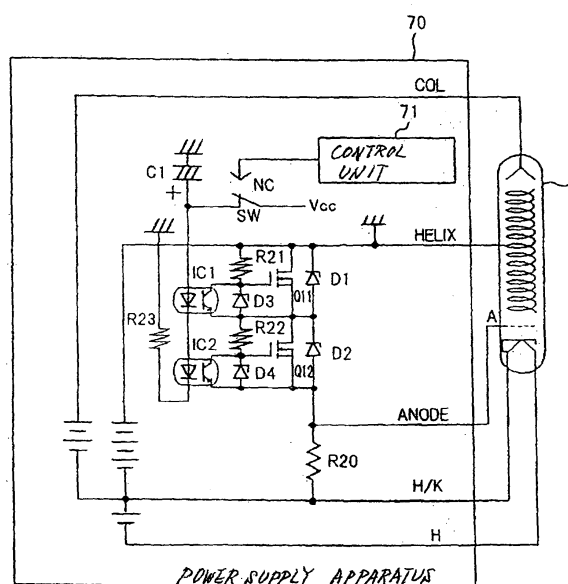 70
COL
71
CONTROL
UNIT
C1
+
NC
SW
Vcc
HELIX
R21
IC1
Q11
D1
D3
R23
IC2
R22
A
D2
Q12
D4
ANODE
R20
H/K
H
POWER SUPPLY APPARATUS